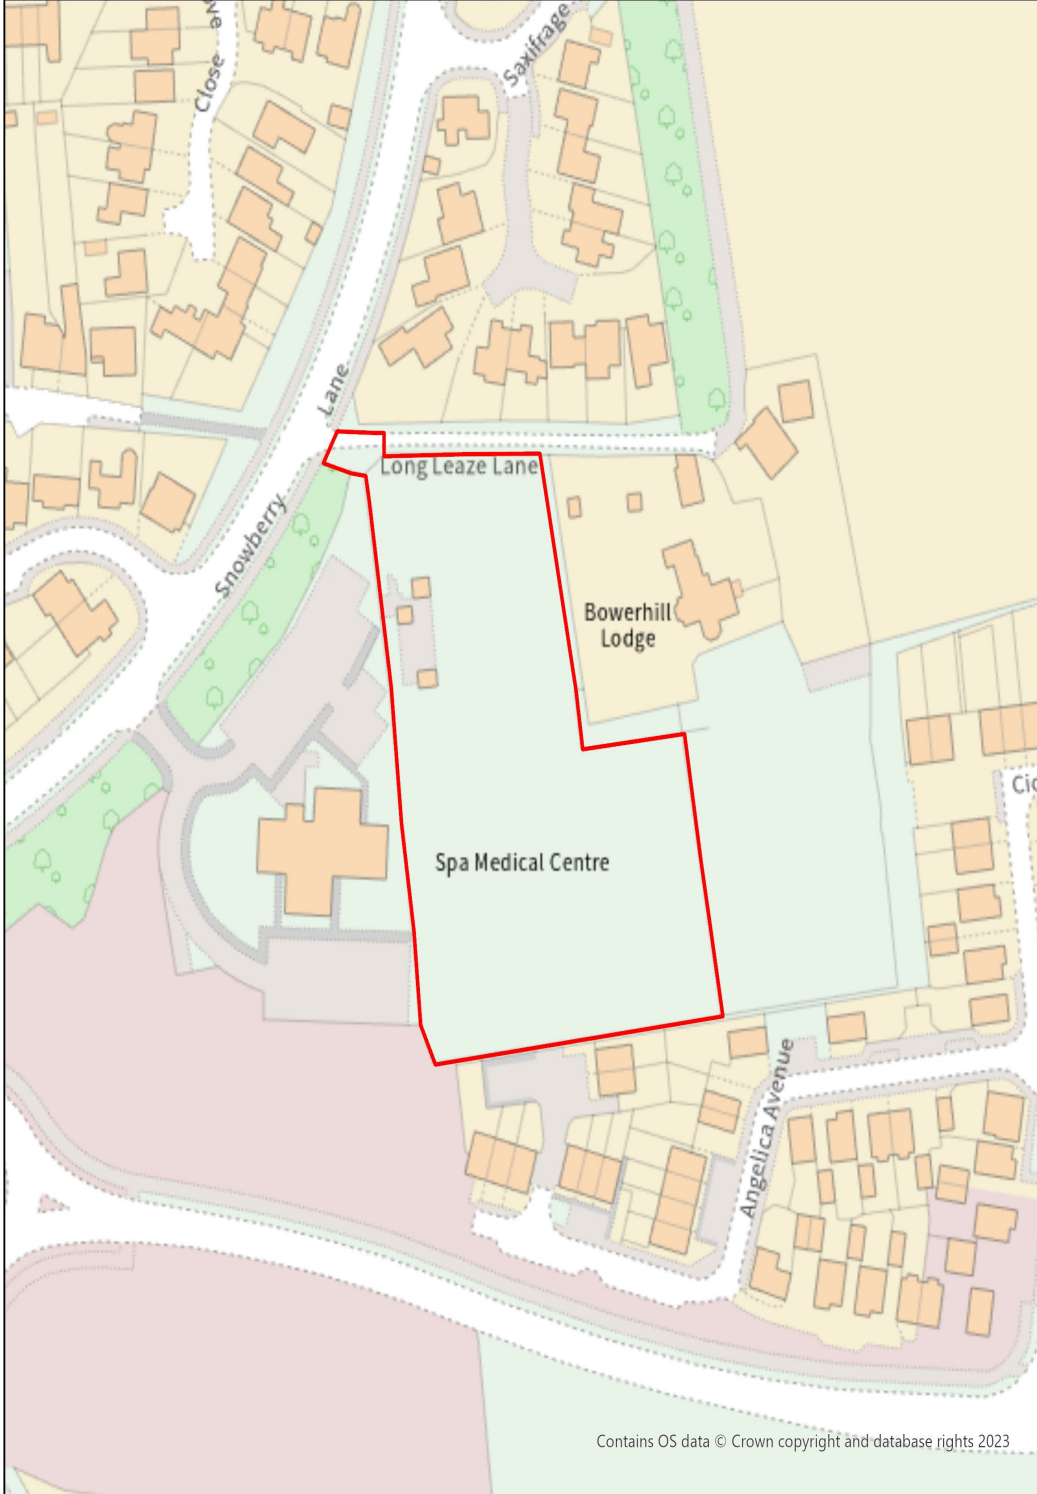 Close
Saxifrage
Lane
Long Leaze Lane
Snowberry
Bowerhill
Lodge
Spa Medical Centre
Angelica Avenue
Contains OS data © Crown copyright and database rights 2023